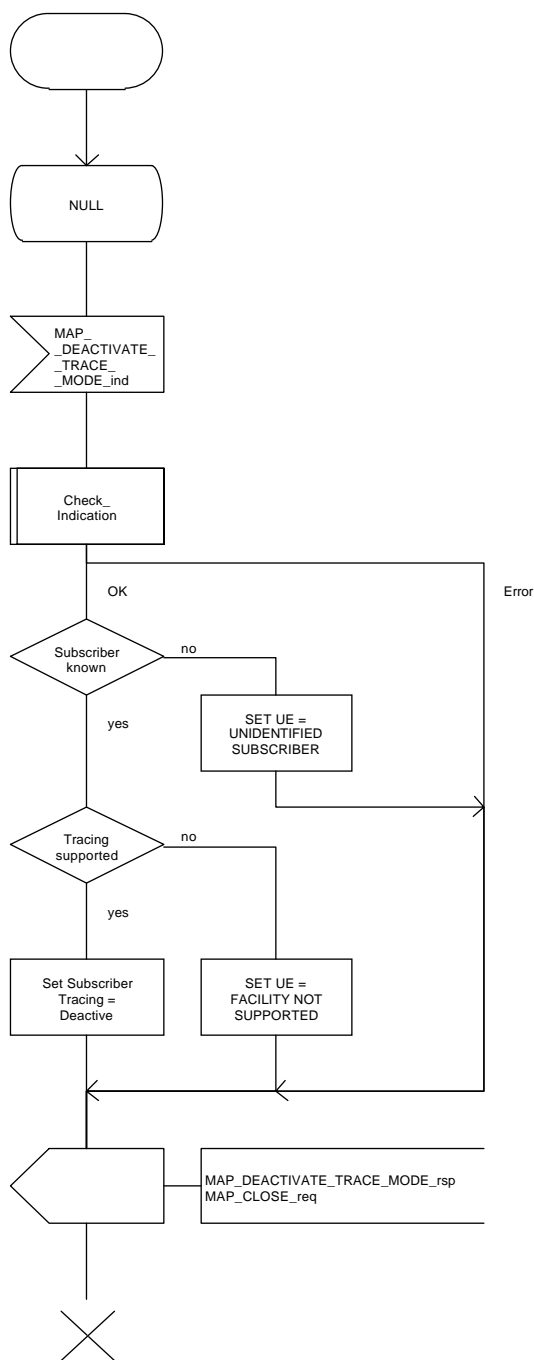 NULL
MAP_
_DEACTIVATE_
_TRACE_
_MODE_ind
Check_
Indication
OK
Error
Subscriber
known
no
yes
SET UE =
UNIDENTIFIED
SUBSCRIBER
Tracing
supported
no
yes
Set Subscriber
Tracing =
Deactive
SET UE =
FACILITY NOT
SUPPORTED
MAP_DEACTIVATE_TRACE_MODE_rsp
MAP_CLOSE_req